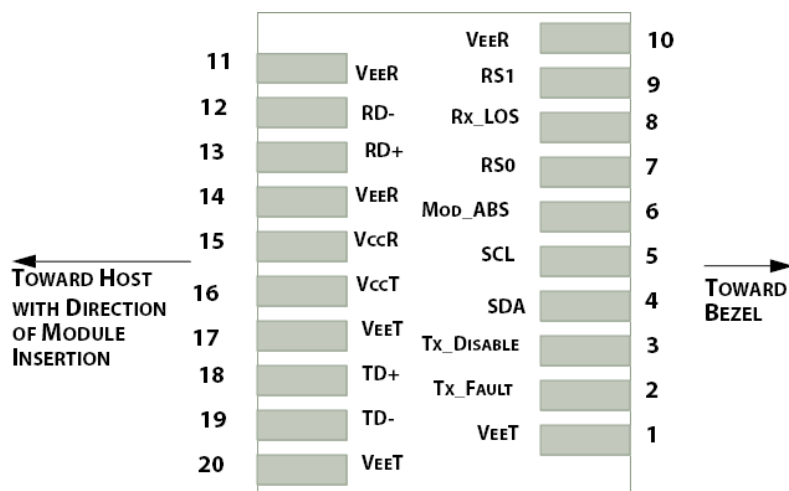 11 VEER
12 RD-
13 RD+
14 VEER
15 VCCR
16 VCCT
17 VEET
18 TD+
19 TD-
20 VEET
VEER 10
RS1 9
RX_LOS 8
RS0 7
MOD_ABS 6
SCL 5
SDA 4
TX_DISABLE 3
TX_FAULT 2
VEET 1
TOWARD HOST
WITH DIRECTION
OF MODULE
INSERTION
TOWARD
BEZEL